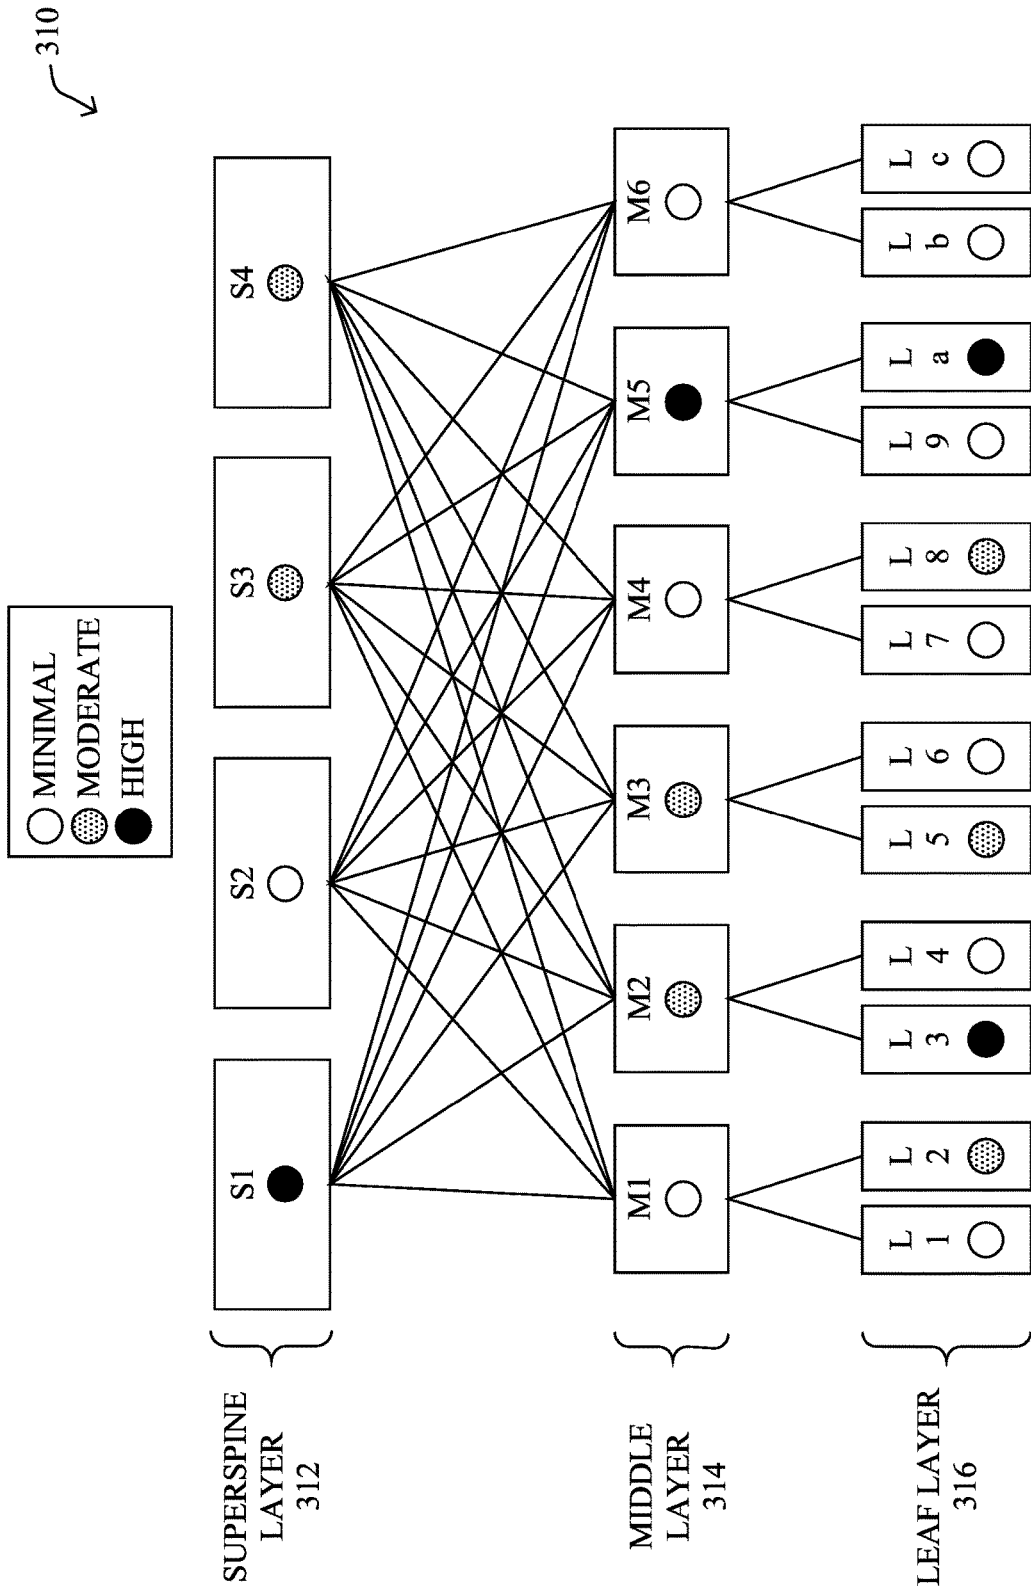 310
MINIMAL
MODERATE
HIGH
SUPERSPINE
LAYER
312
S1
S2
S3
S4
MIDDLE
LAYER
314
M1
M2
M3
M4
M5
M6
LEAF LAYER
316
L
1
L
2
L
3
L
4
L
5
L
6
L
7
L
8
L
9
L
a
L
b
L
c